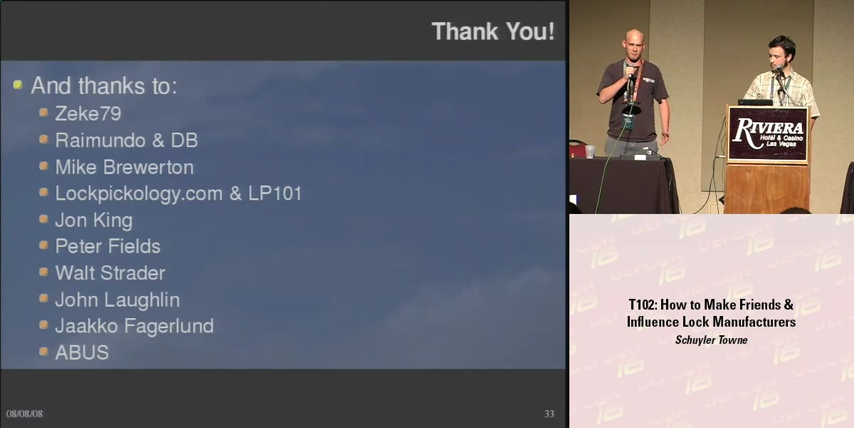 Thank You!
And thanks to:
Zeke79
Raimundo & DB
Mike Brewerton
Lockpickology.com & LP101
Jon King
Peter Fields
Walt Strader
John Laughlin
Jaakko Fagerlund
ABUS
08/08/08
33
RIVIERA
Hotel & Casino
Las Vegas
T102: How to Make Friends &
Influence Lock Manufacturers
Schuyler Towne